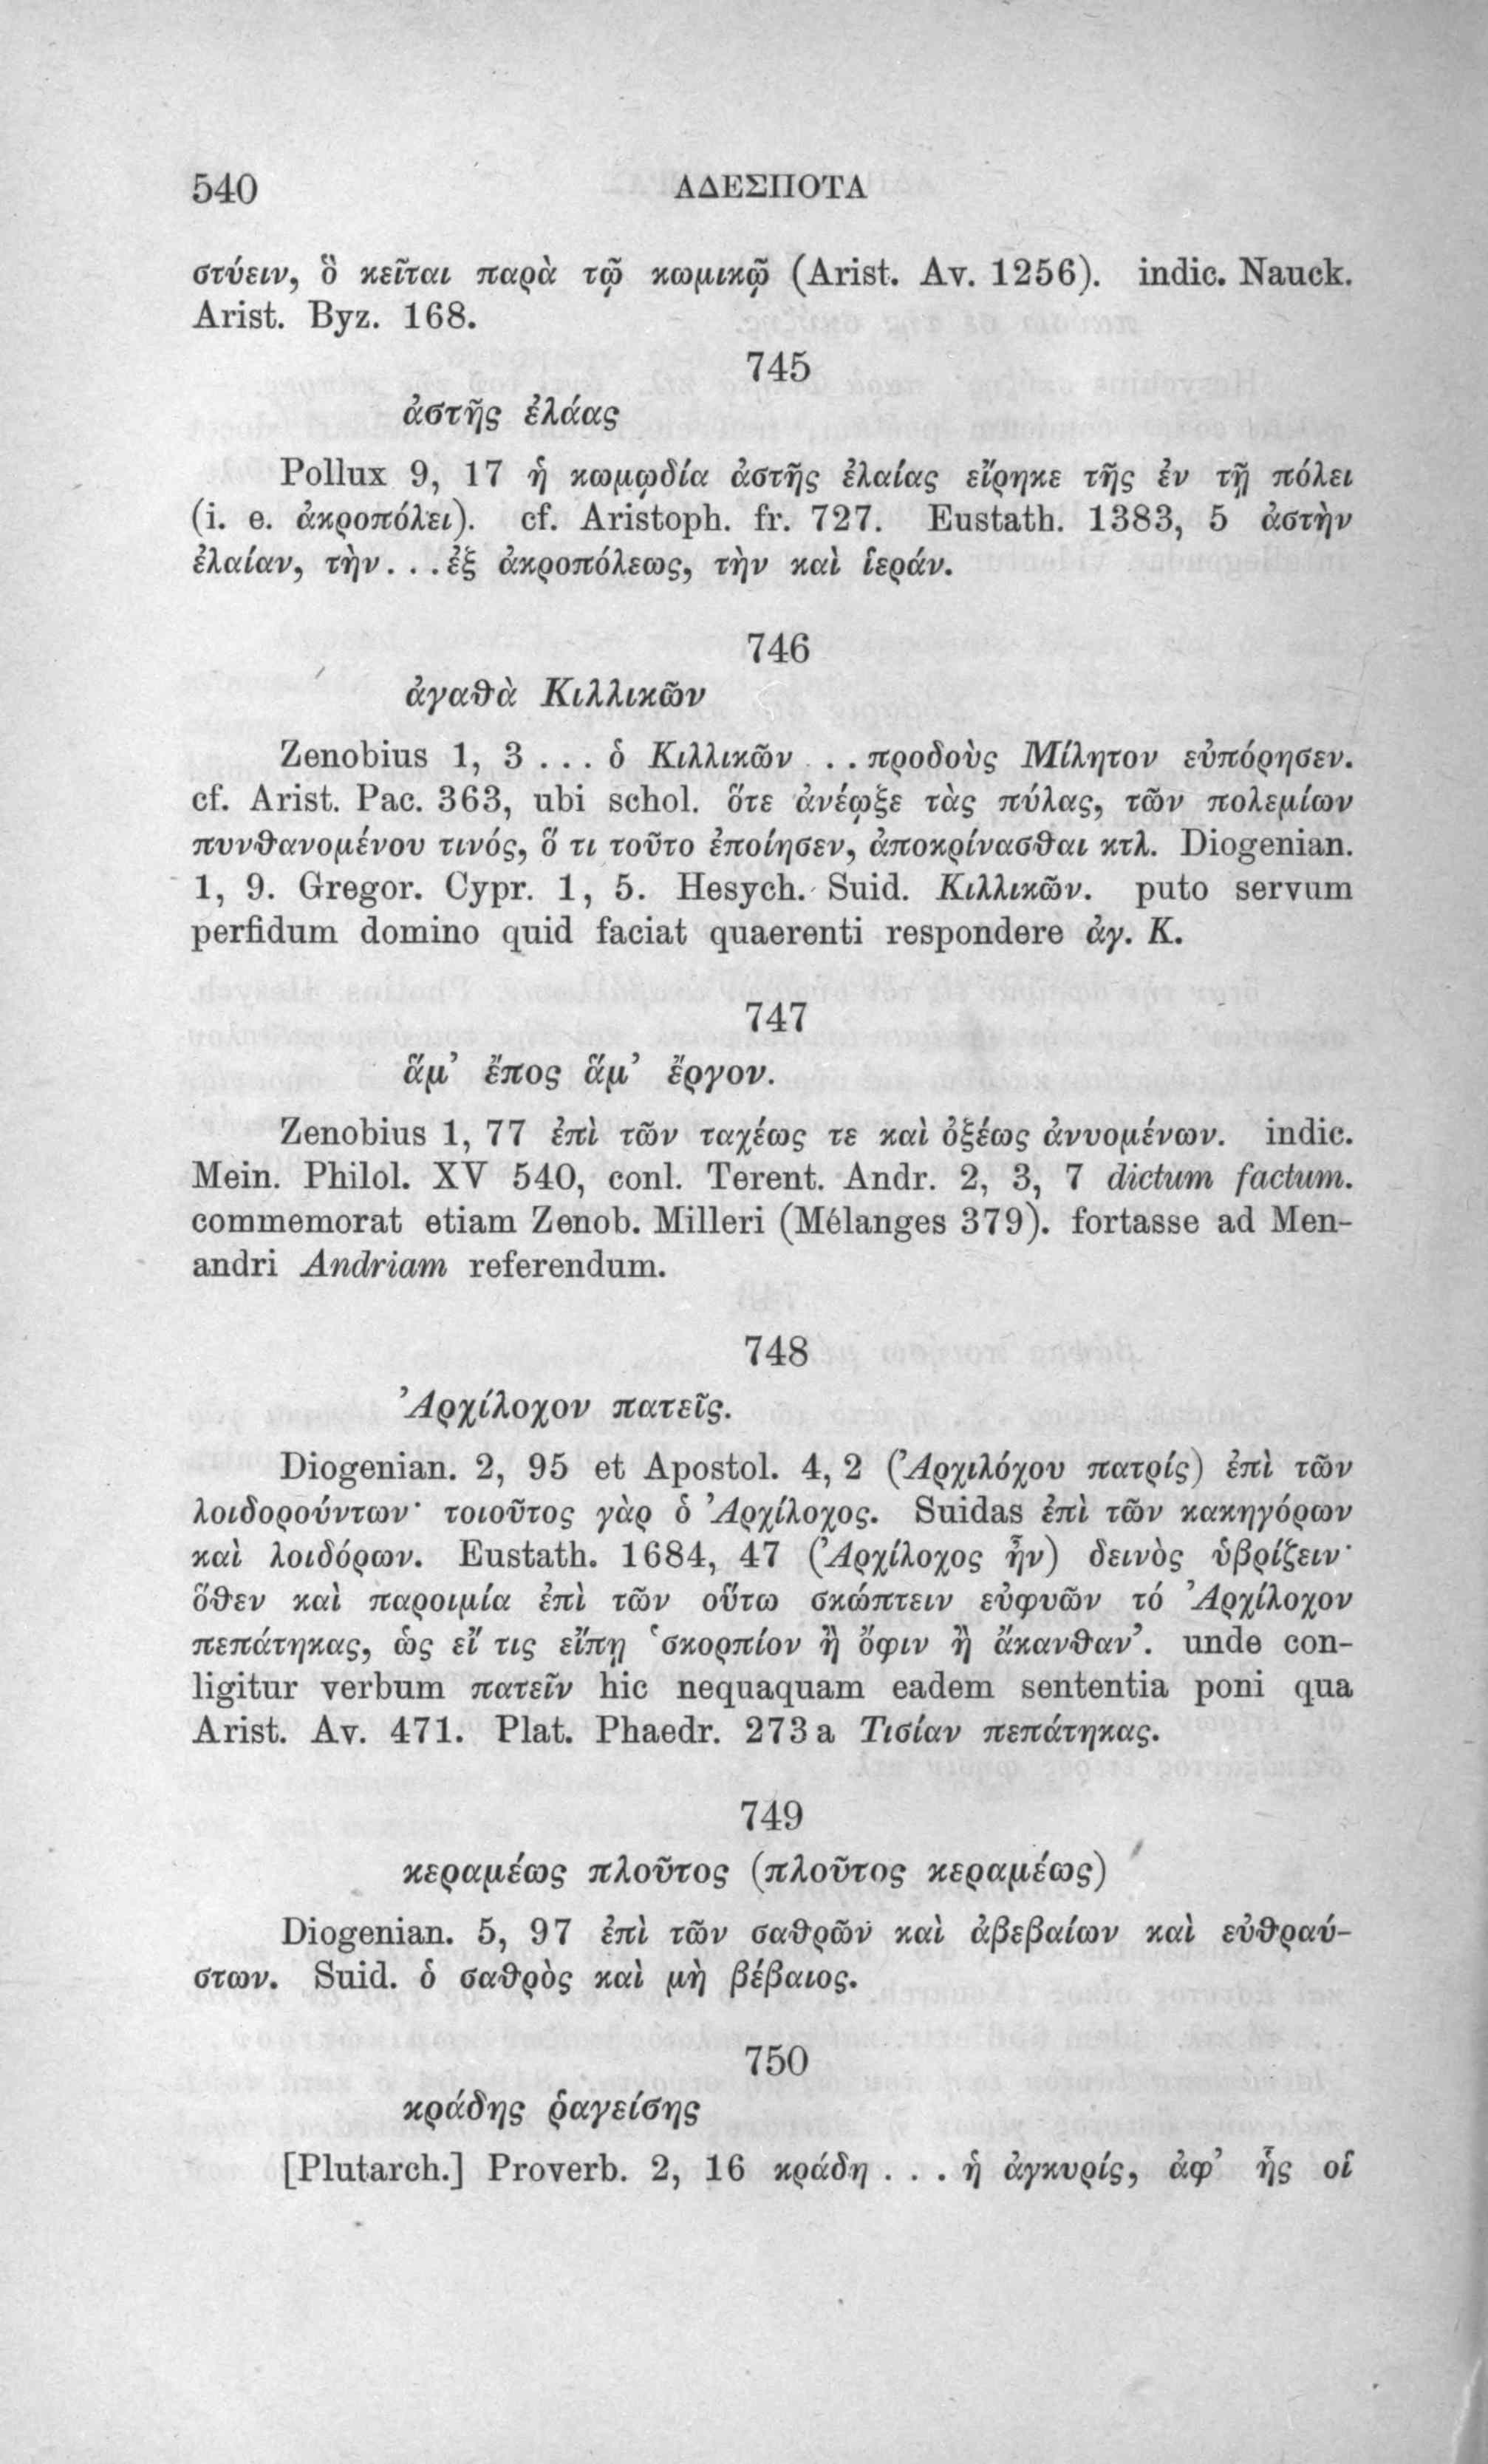 540 ΑΔΕΣΠΟΤΑ
στύειν, ὃ κεῖται παρὰ τῷ κωμικῷ (Arist. Av. 1256). indic. Nauck.
Arist. Byz. 168.
745
ἀστῆς ἐλάας
Pollux 9, 17 ἡ κωμῳδία ἀστῆς ἐλαίας εἴρηκε τῆς ἐν τῇ πόλει
(i. e. ἀκροπόλει). cf. Aristoph. fr. 727. Eustath. 1383, 5 ἀστὴν
ἐλαίαν, τὴν...ἐξ ἀκροπόλεως, τὴν καὶ ἱεράν.
746
ἀγαθὰ Κιλλικῶν
Zenobius 1, 3 ... ὁ Κιλλικῶν . . . προδοὺς Μίλητον εὐπόρησεν.
cf. Arist. Pac. 363, ubi schol. ὅτε ἀνέῳξε τὰς πύλας, τῶν πολεμίων
πυνθανομένου τινός, ὅ τι τοῦτο ἐποίησεν, ἀποκρίνασθαι κτλ. Diogenian.
1, 9. Gregor. Cypr. 1, 5. Hesych. Suid. Κιλλικῶν. puto servum
perfidum domino quid faciat quaerenti respondere ἀγ. Κ.
747
ἅμ’ ἔπος ἅμ’ ἔργον.
Zenobius 1, 77 ἐπὶ τῶν ταχέως τε καὶ ὀξέως ἀνυομένων. indic.
Mein. Philol. XV 540, conl. Terent. Andr. 2, 3, 7 dictum factum.
commemorat etiam Zenob. Milleri (Mélanges 379). fortasse ad Men-
andri Andriam referendum.
748
Ἀρχίλοχον πατεῖς.
Diogenian. 2, 95 et Apostol. 4, 2 (Ἀρχιλόχου πατρίς) ἐπὶ τῶν
λοιδορούντων· τοιοῦτος γὰρ ὁ Ἀρχίλοχος. Suidas ἐπὶ τῶν κακηγόρων
καὶ λοιδόρων. Eustath. 1684, 47 (Ἀρχίλοχος ἦν) δεινὸς ὑβρίζειν·
ὅθεν καὶ παροιμία ἐπὶ τῶν οὕτω σκώπτειν εὐφυῶν τό Ἀρχίλοχον
πεπάτηκας, ὡς εἴ τις εἴπῃ ‘σκορπίον ἢ ὄφιν ἢ ἄκανθαν’. unde con-
ligitur verbum πατεῖν hic nequaquam eadem sententia poni qua
Arist. Av. 471. Plat. Phaedr. 273 a Τισίαν πεπάτηκας.
749
κεραμέως πλοῦτος (πλοῦτος κεραμέως)
Diogenian. 5, 97 ἐπὶ τῶν σαθρῶν καὶ ἀβεβαίων καὶ εὐθραύ-
στων. Suid. ὁ σαθρὸς καὶ μὴ βέβαιος.
750
κράδης ῥαγείσης
[Plutarch.] Proverb. 2, 16 κράδη . . . ἡ ἀγκυρίς, ἀφ’ ἧς οἱ